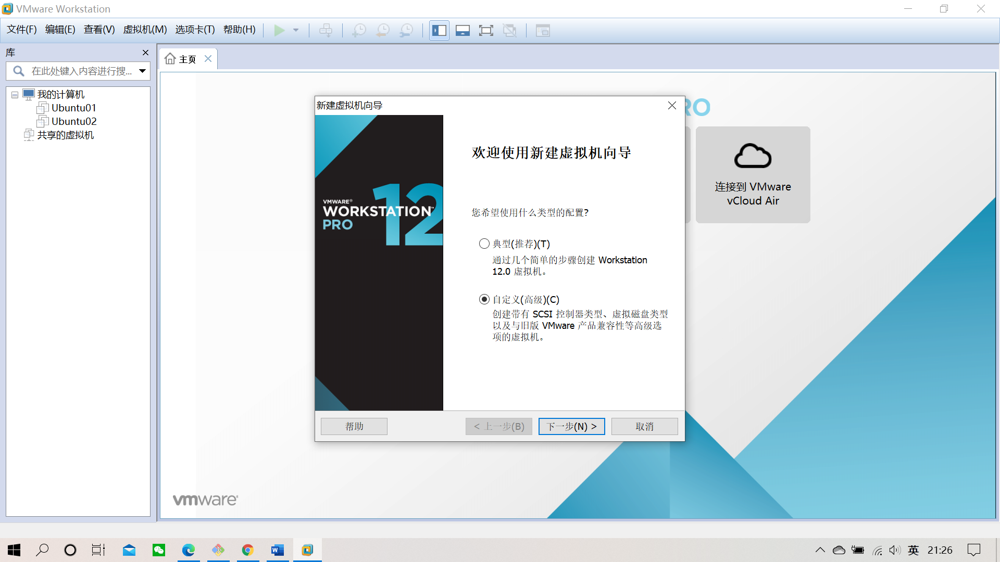 VMware Workstation
文件(F) 编辑(E) 查看(V) 虚拟机(M) 选项卡(T) 帮助(H)
库
在此处键入内容进行搜...
我的计算机
Ubuntu01
Ubuntu02
共享的虚拟机
主页
RO
连接到 VMware
vCloud Air
新建虚拟机向导
VMWARE®
WORKSTATION™
PRO
12
欢迎使用新建虚拟机向导
您希望使用什么类型的配置?
典型(推荐)(T)
通过几个简单的步骤创建 Workstation
12.0 虚拟机。
自定义(高级)(C)
创建带有 SCSI 控制器类型、虚拟磁盘类型
以及与旧版 VMware 产品兼容性等高级选
项的虚拟机。
帮助
< 上一步(B)
下一步(N) >
取消
vmware®
英
21:26